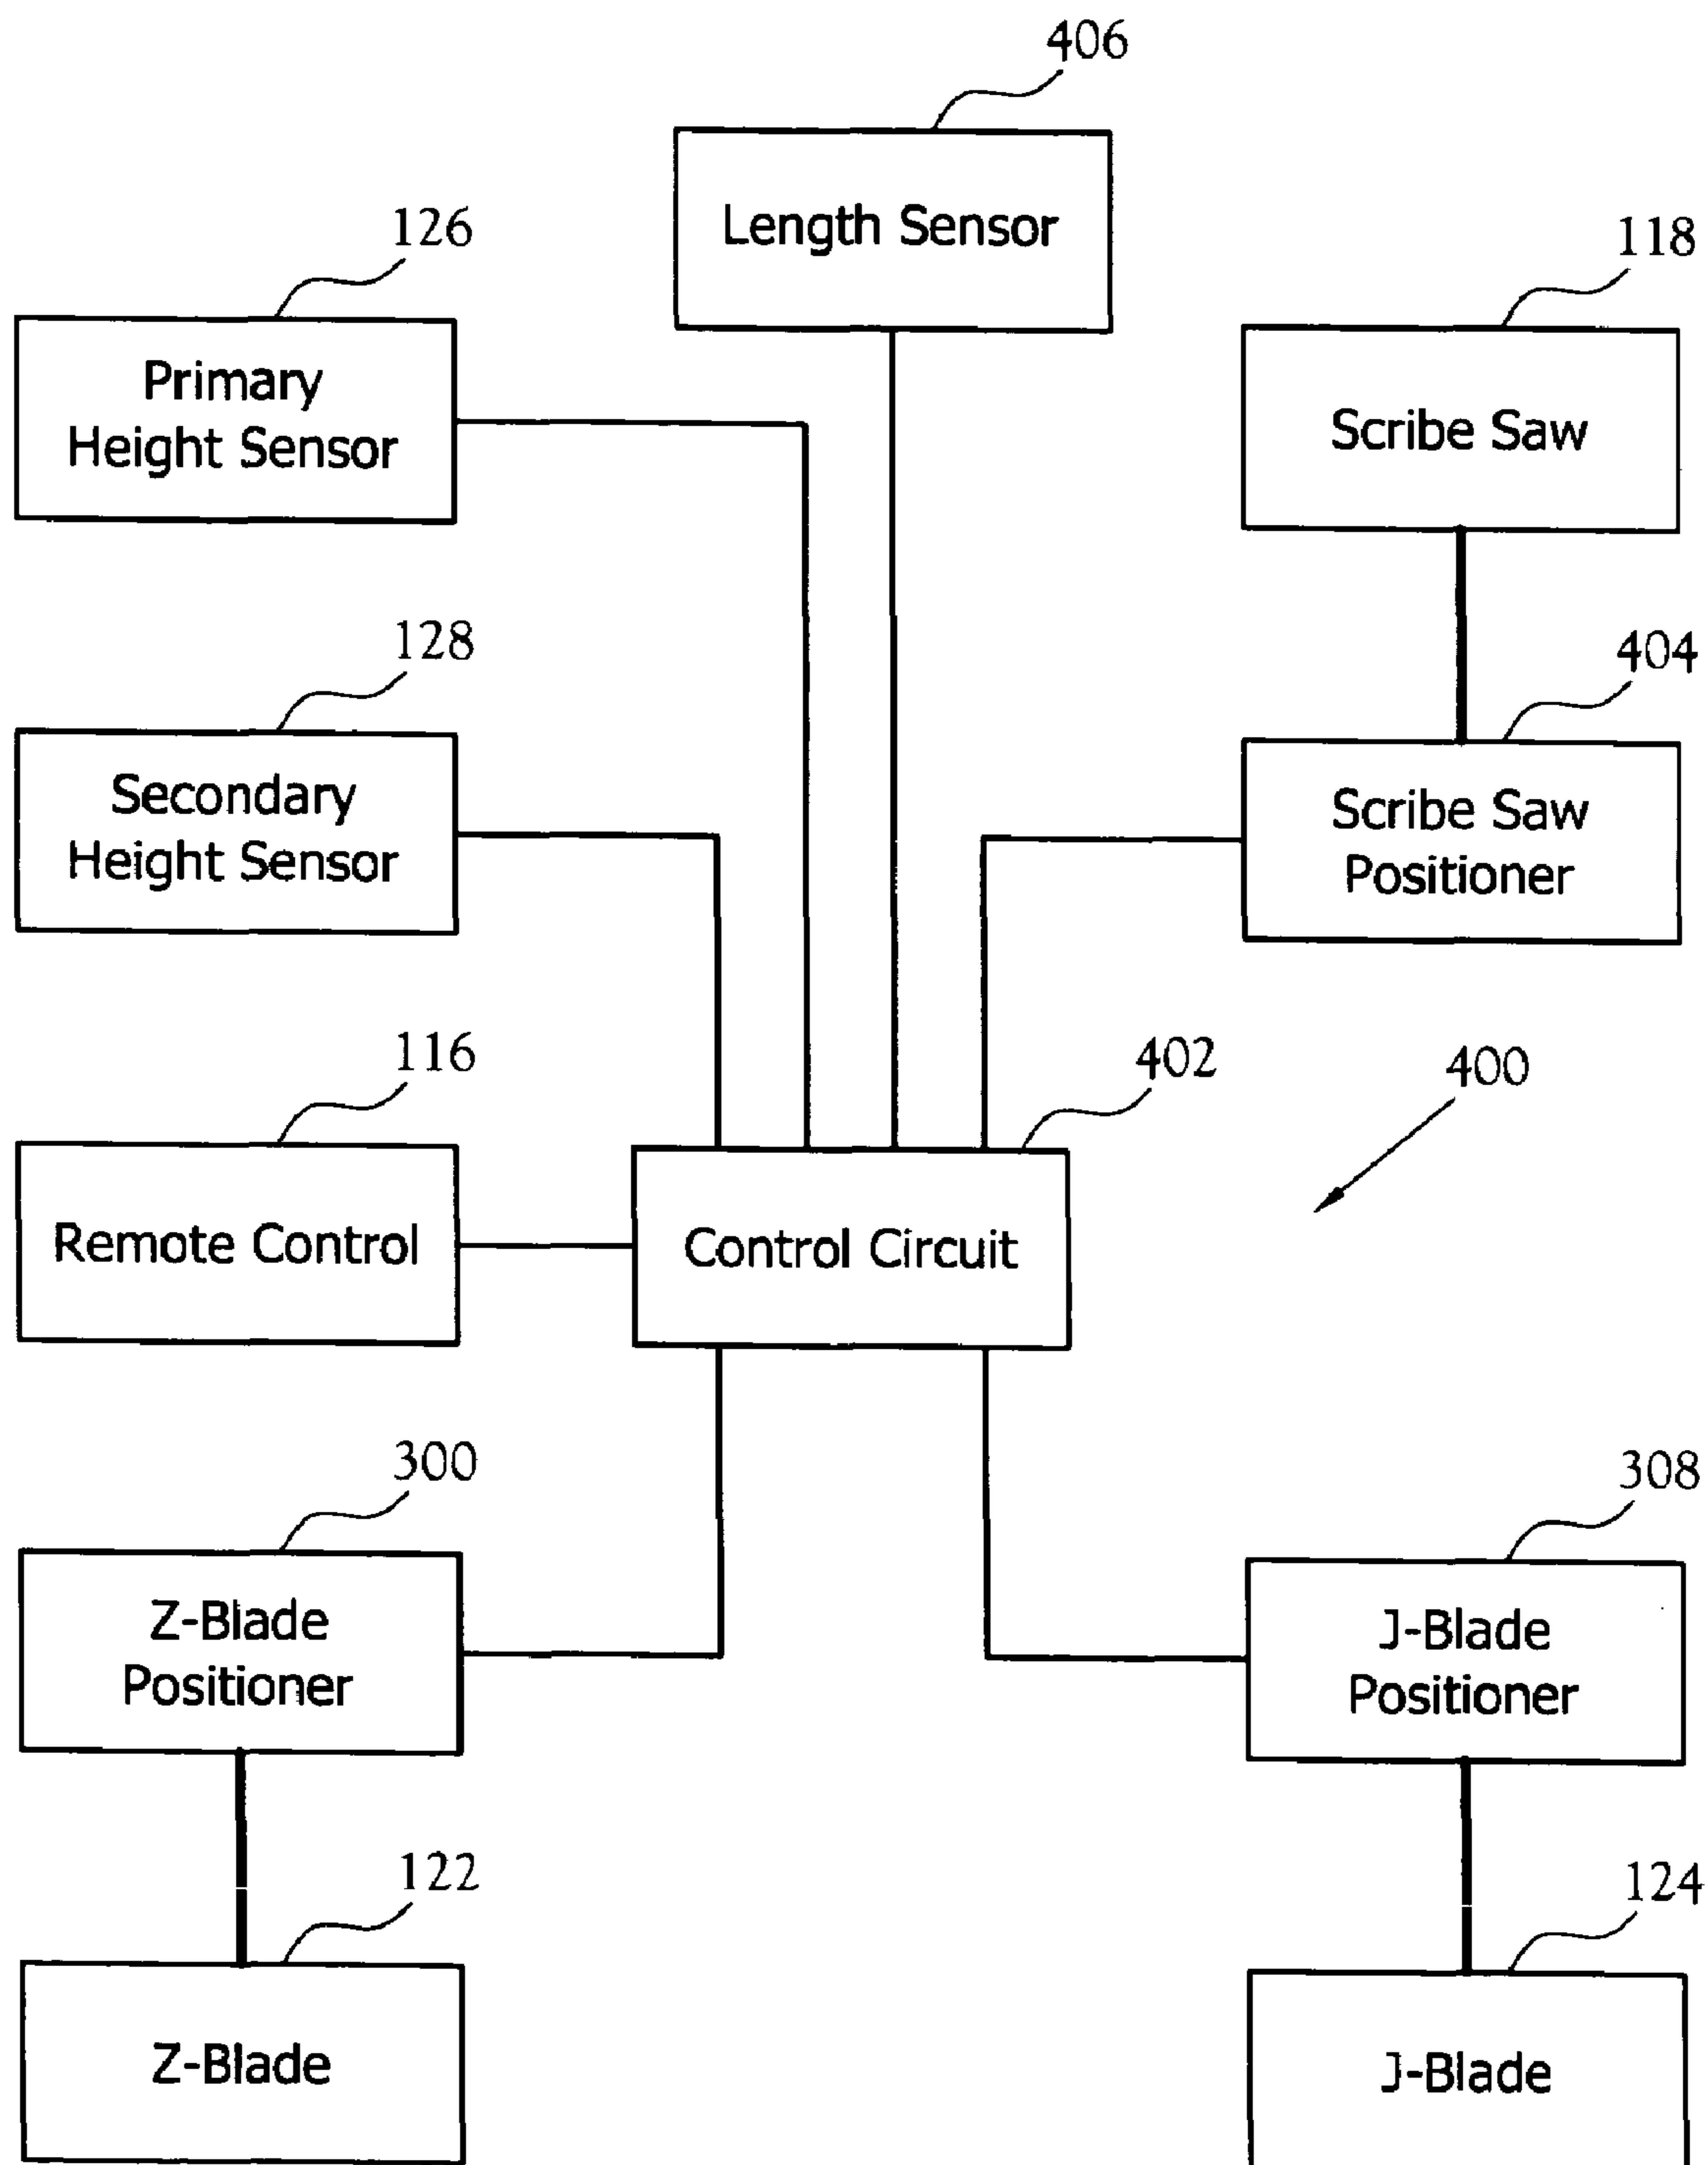 406
Length Sensor
126
Primary
Height Sensor
118
Scribe Saw
128
Secondary
Height Sensor
404
Scribe Saw
Positioner
116
Remote Control
402
Control Circuit
400
300
Z-Blade
Positioner
308
J-Blade
Positioner
122
Z-Blade
124
J-Blade